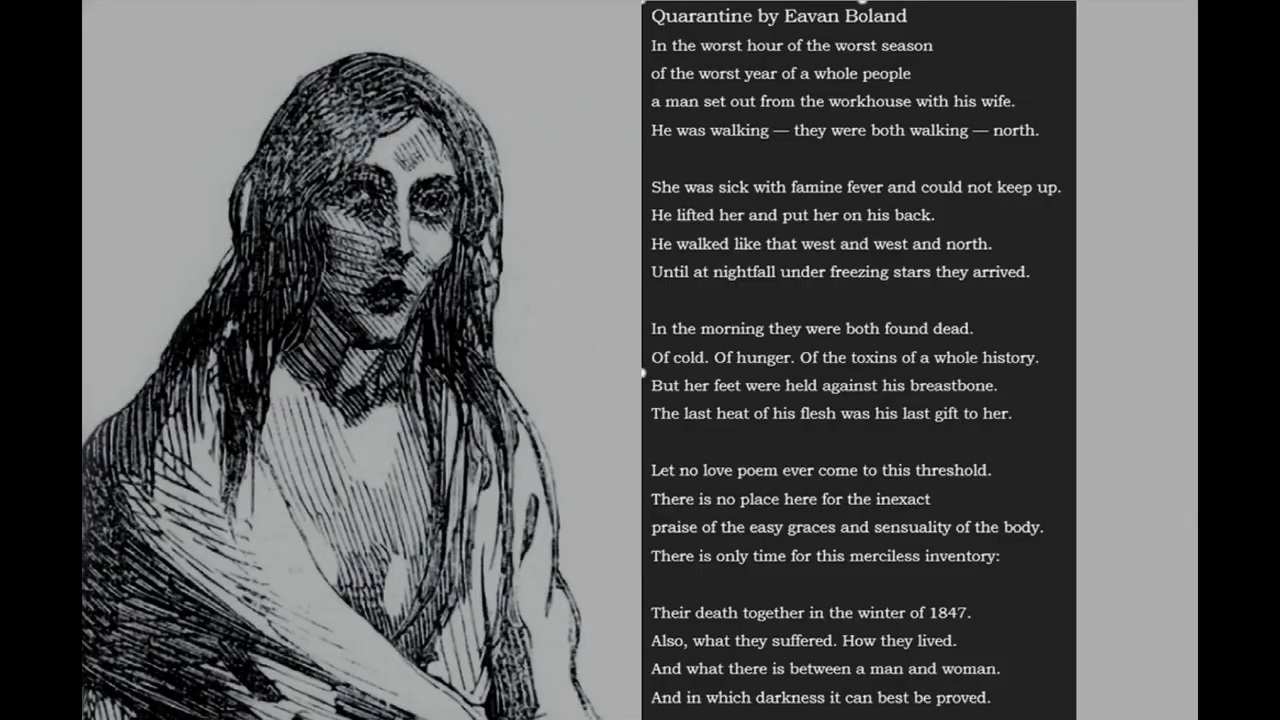 Quarantine by Eavan Boland
In the worst hour of the worst season
of the worst year of a whole people
a man set out from the workhouse with his wife.
He was walking — they were both walking — north.
She was sick with famine fever and could not keep up.
He lifted her and put her on his back.
He walked like that west and west and north.
Until at nightfall under freezing stars they arrived.
In the morning they were both found dead.
Of cold. Of hunger. Of the toxins of a whole history.
But her feet were held against his breastbone.
The last heat of his flesh was his last gift to her.
Let no love poem ever come to this threshold.
There is no place here for the inexact
praise of the easy graces and sensuality of the body.
There is only time for this merciless inventory:
Their death together in the winter of 1847.
Also, what they suffered. How they lived.
And what there is between a man and woman.
And in which darkness it can best be proved.